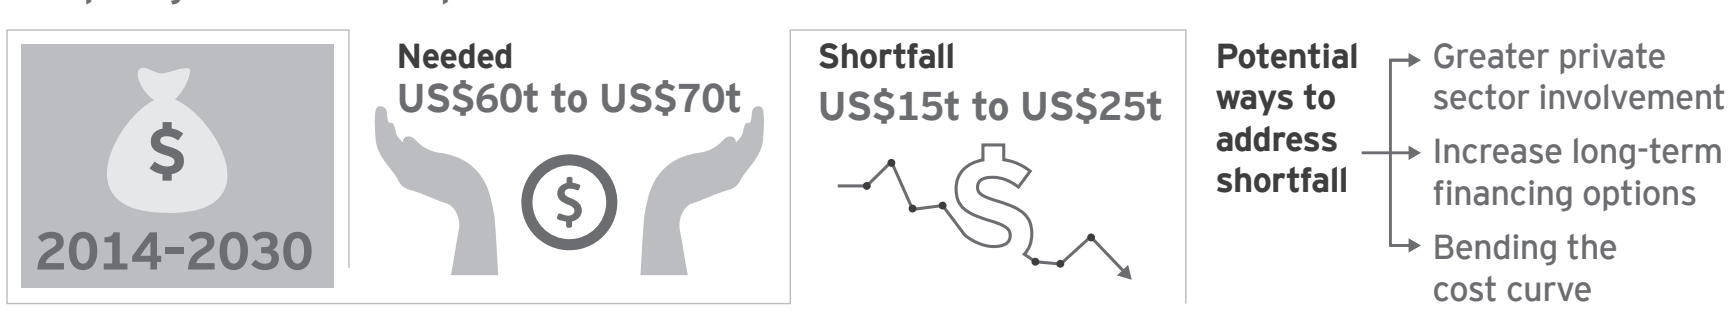 $
2014–2030
Needed
US$60t to US$70t
$
Shortfall
US$15t to US$25t
Potential
ways to
address
shortfall
Greater private
sector involvement
Increase long-term
financing options
Bending the
cost curve